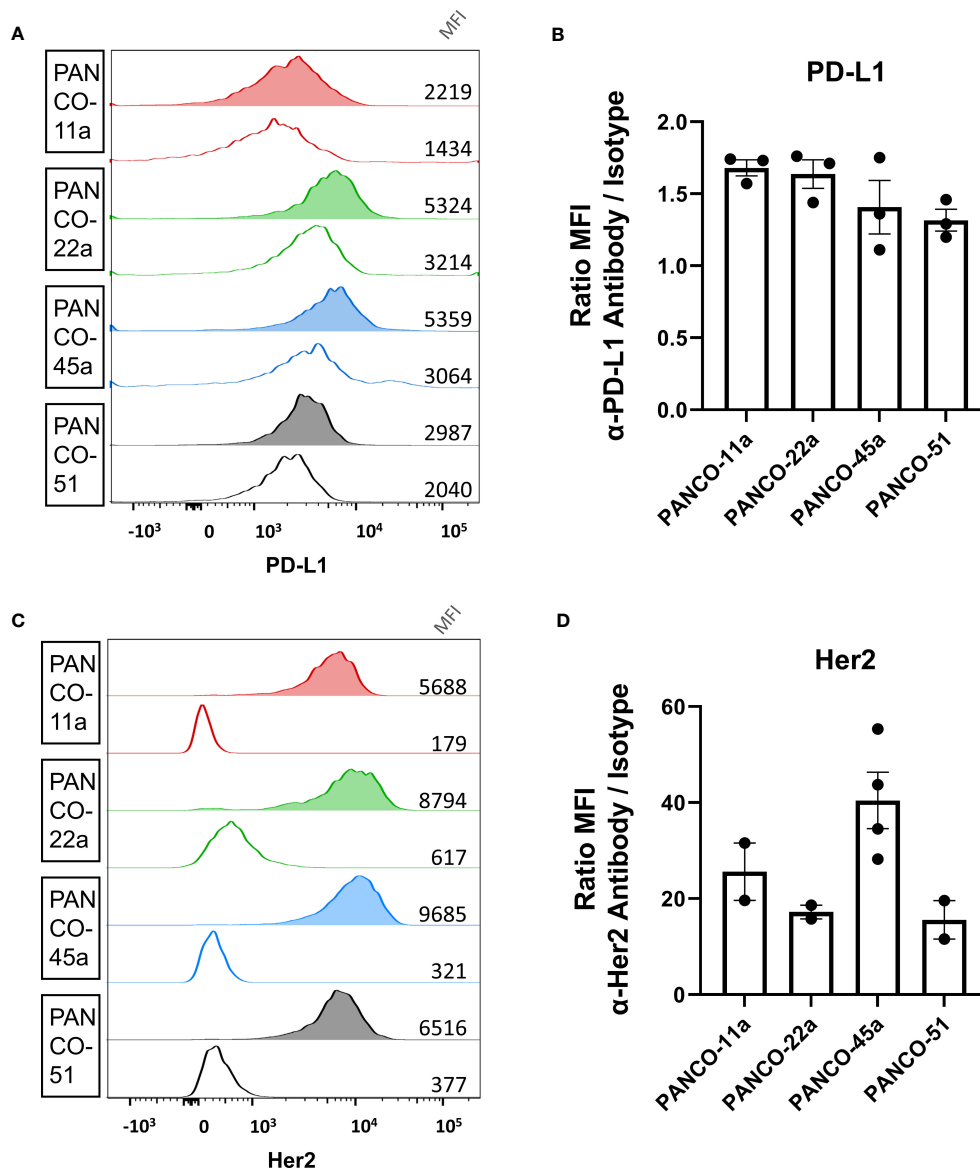 A
MFI
PAN
CO-
11a
2219
1434
PAN
CO-
22a
5324
3214
PAN
CO-
45a
5359
3064
PAN
CO-
51
2987
2040
-10³ 0 10³ 10⁴ 10⁵
PD-L1
B
PD-L1
Ratio MFI
α-PD-L1 Antibody / Isotype
2.0
1.5
1.0
0.5
0.0
PANCO-11a
PANCO-22a
PANCO-45a
PANCO-51
C
MFI
PAN
CO-
11a
5688
179
PAN
CO-
22a
8794
617
PAN
CO-
45a
9685
321
PAN
CO-
51
6516
377
-10³ 0 10³ 10⁴ 10⁵
Her2
D
Her2
Ratio MFI
α-Her2 Antibody / Isotype
60
40
20
0
PANCO-11a
PANCO-22a
PANCO-45a
PANCO-51